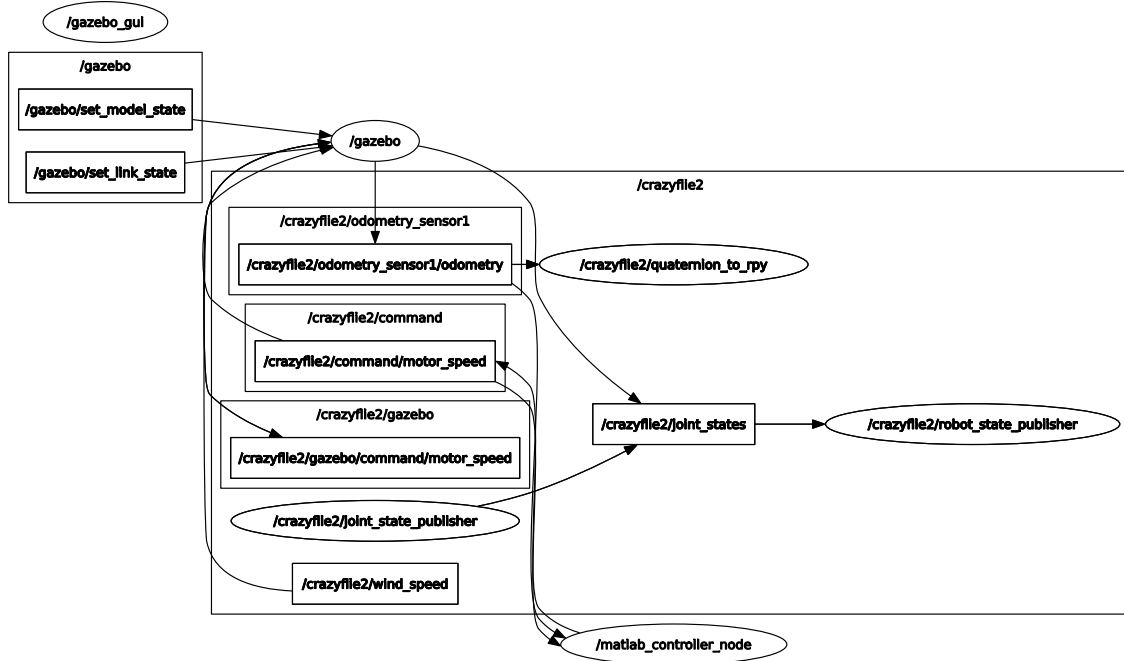 /gazebo_gui
/gazebo
/gazebo/set_model_state
/gazebo/set_link_state
/gazebo
/crazyflie2
/crazyflie2/odometry_sensor1
/crazyflie2/odometry_sensor1/odometry
/crazyflie2/quaternion_to_rpy
/crazyflie2/command
/crazyflie2/command/motor_speed
/crazyflie2/gazebo
/crazyflie2/joint_states
/crazyflie2/robot_state_publisher
/crazyflie2/gazebo/command/motor_speed
/crazyflie2/joint_state_publisher
/crazyflie2/wind_speed
/matlab_controller_node